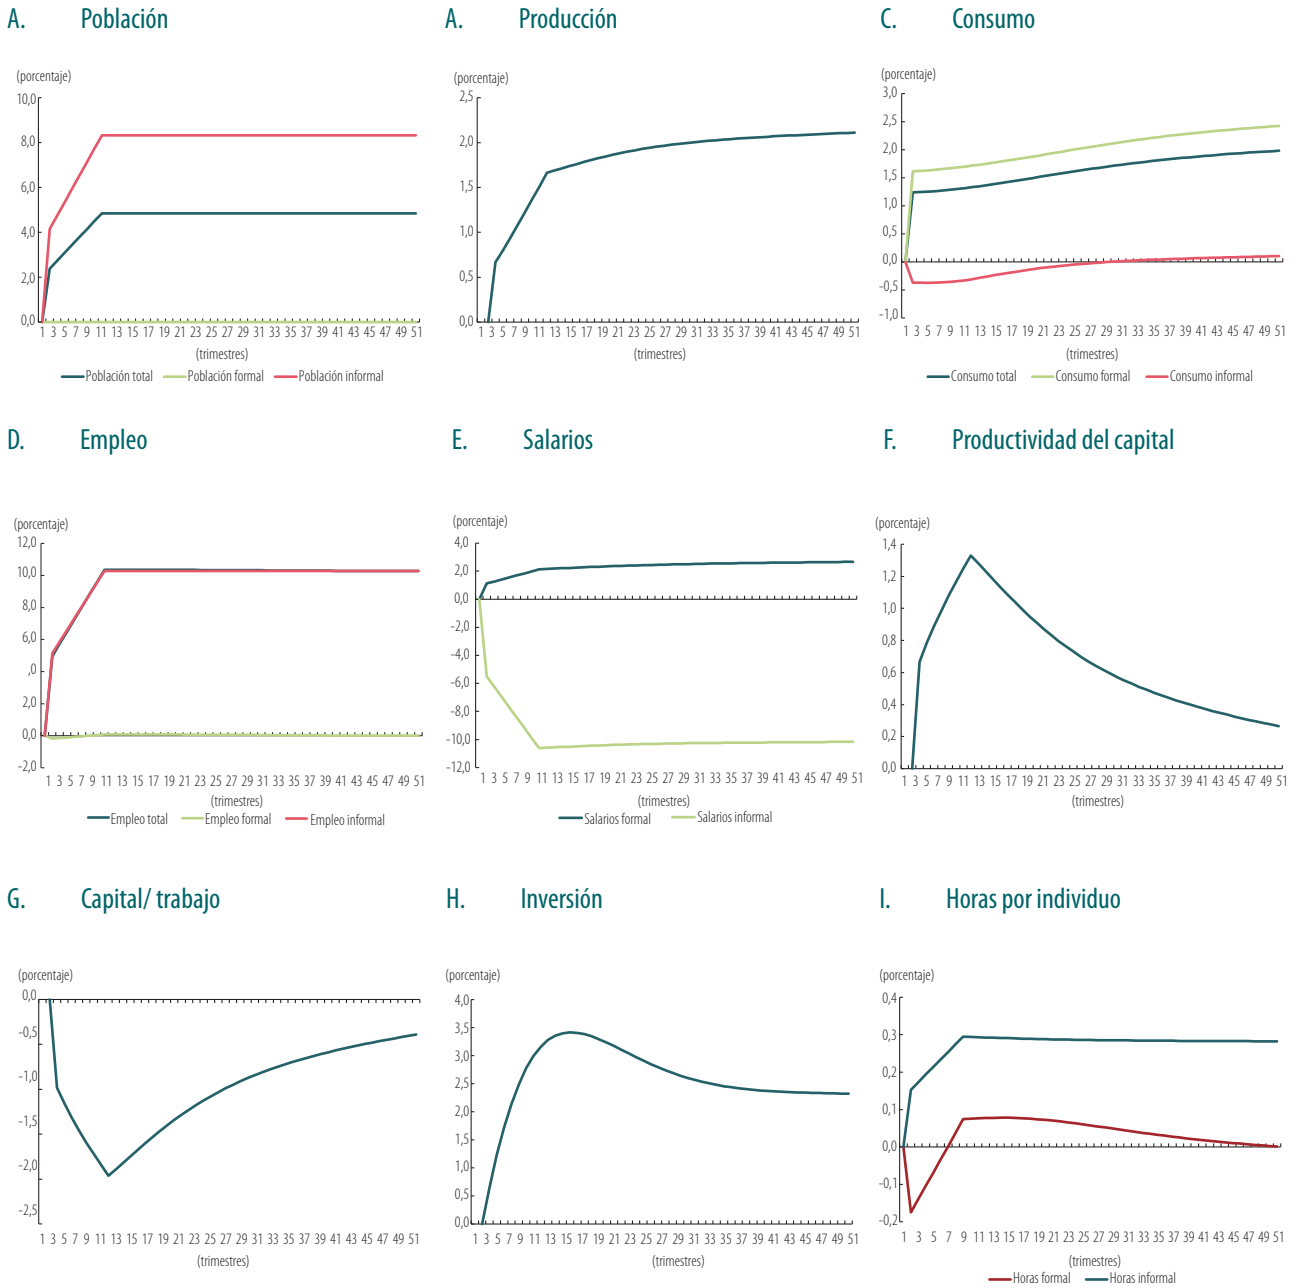 A. Población
(porcentaje)
10,0
8,0
6,0
4,0
2,0
0,0
1 3 5 7 9 11 13 15 17 19 21 23 25 27 29 31 33 35 37 39 41 43 45 47 49 51
(trimestres)
Población total Población formal Población informal
A. Producción
(porcentaje)
2,5
2,0
1,5
1,0
0,5
0,0
1 3 5 7 9 11 13 15 17 19 21 23 25 27 29 31 33 35 37 39 41 43 45 47 49 51
(trimestres)
C. Consumo
(porcentaje)
3,0
2,5
2,0
1,5
1,0
0,5
0,0
-0,5
-1,0
1 3 5 7 9 11 13 15 17 19 21 23 25 27 29 31 33 35 37 39 41 43 45 47 49 51
(trimestres)
Consumo total Consumo formal Consumo informal
D. Empleo
(porcentaje)
12,0
10,0
8,0
6,0
,0
2,0
0,0
-2,0
1 3 5 7 9 11 13 15 17 19 21 23 25 27 29 31 33 35 37 39 41 43 45 47 49 51
(trimestres)
Empleo total Empleo formal Empleo informal
E. Salarios
(porcentaje)
4,0
2,0
0,0
-2,0
-4,0
-6,0
-8,0
-10,0
-12,0
1 3 5 7 9 11 13 15 17 19 21 23 25 27 29 31 33 35 37 39 41 43 45 47 49 51
(trimestres)
Salarios formal Salarios informal
F. Productividad del capital
(porcentaje)
1,4
1,2
1,0
0,8
0,6
0,4
0,2
0,0
1 3 5 7 9 11 13 15 17 19 21 23 25 27 29 31 33 35 37 39 41 43 45 47 49 51
(trimestres)
G. Capital/ trabajo
(porcentaje)
0,0
-0,5
-1,0
-1,5
-2,0
-2,5
1 3 5 7 9 11 13 15 17 19 21 23 25 27 29 31 33 35 37 39 41 43 45 47 49 51
(trimestres)
H. Inversión
(porcentaje)
4,0
3,5
3,0
2,5
2,0
1,5
1,0
0,5
0,0
1 3 5 7 9 11 13 15 17 19 21 23 25 27 29 31 33 35 37 39 41 43 45 47 49 51
(trimestres)
I. Horas por individuo
(porcentaje)
0,4
0,3
0,2
0,1
0,0
-0,1
-0,2
1 3 5 7 9 11 13 15 17 19 21 23 25 27 29 31 33 35 37 39 41 43 45 47 49 51
(trimestres)
Horas formal Horas informal